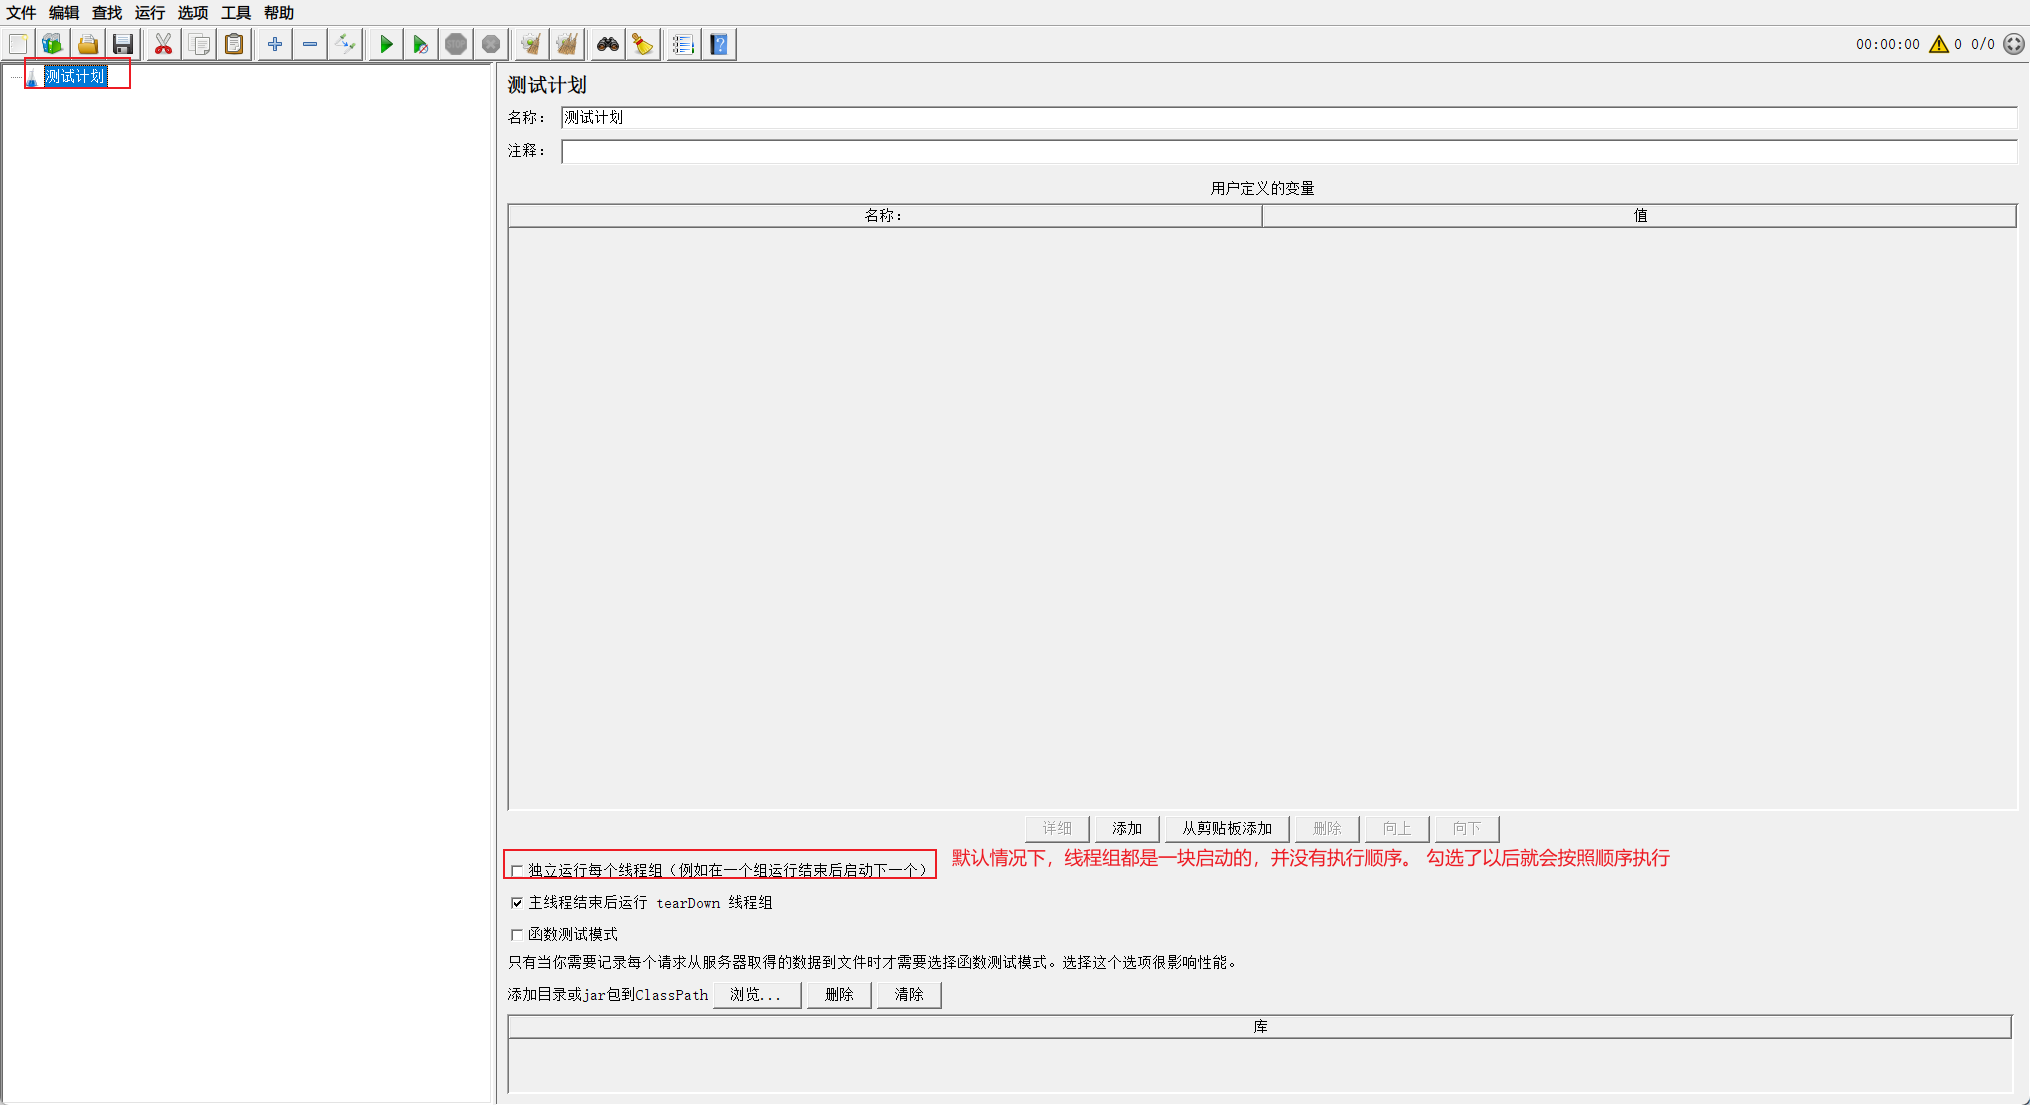 文件 编辑 查找 运行 选项 工具 帮助
STOP
00:00:00 0 0/0
测试计划
测试计划
名称： 测试计划
注释：
用户定义的变量
名称： 值
详细 添加 从剪贴板添加 删除 向上 向下
独立运行每个线程组（例如在一个组运行结束后启动下一个）
默认情况下，线程组都是一块启动的，并没有执行顺序。 勾选了以后就会按照顺序执行
主线程结束后运行 tearDown 线程组
函数测试模式
只有当你需要记录每个请求从服务器取得的数据到文件时才需要选择函数测试模式。选择这个选项很影响性能。
添加目录或jar包到ClassPath 浏览... 删除 清除
库